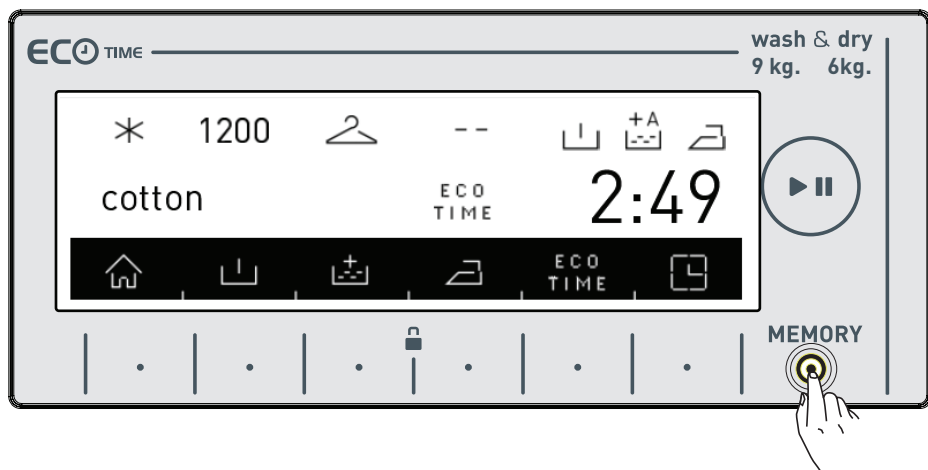 ECO TIME
wash & dry
9 kg. 6kg.
1200 -- +A
cotton ECO TIME 2:49
ECO TIME
MEMORY